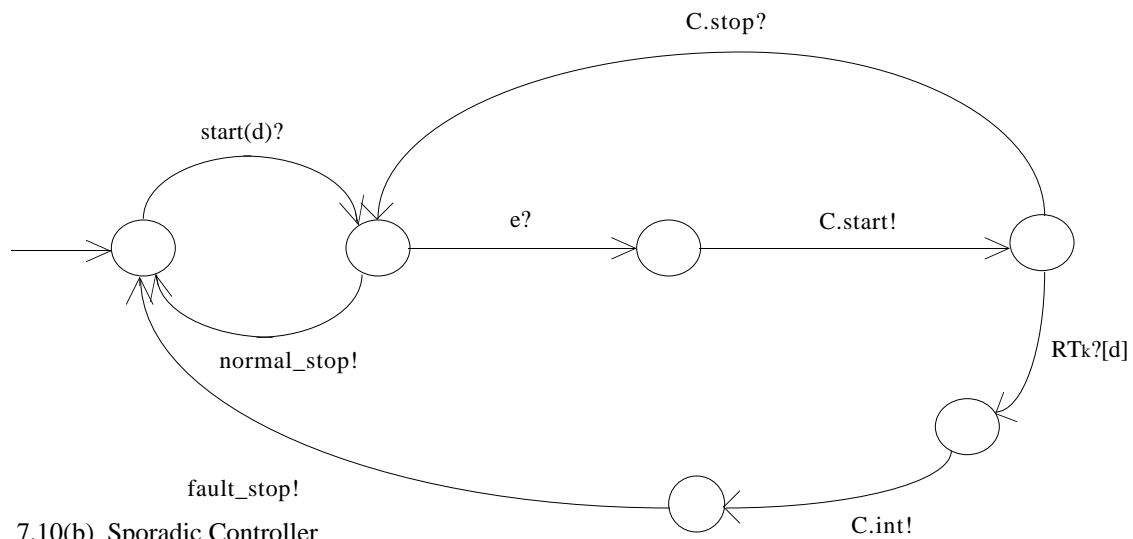 C.stop?
start(d)?
e?
C.start!
normal_stop!
RTk?[d]
fault_stop!
C.int!
7.10(b) Sporadic Controller